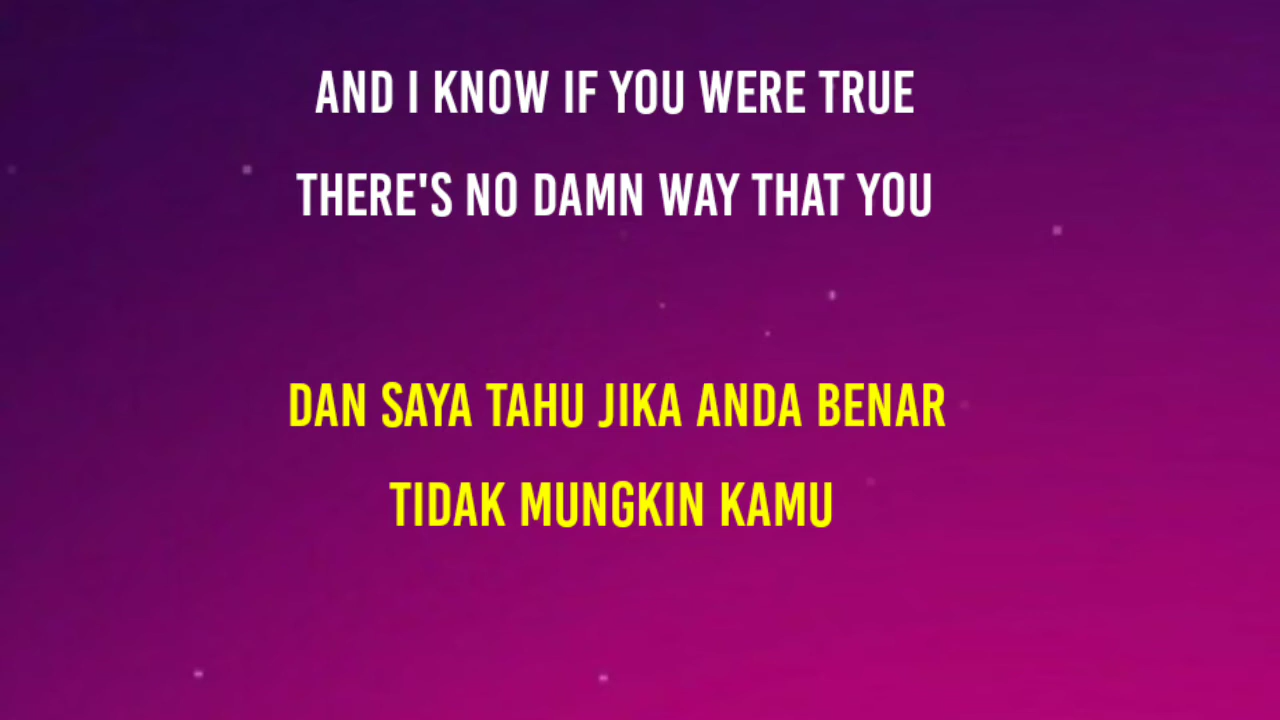 AND I KNOW IF YOU WERE TRUE
THERE'S NO DAMN WAY THAT YOU
DAN SAYA TAHU JIKA ANDA BENAR
TIDAK MUNGKIN KAMU